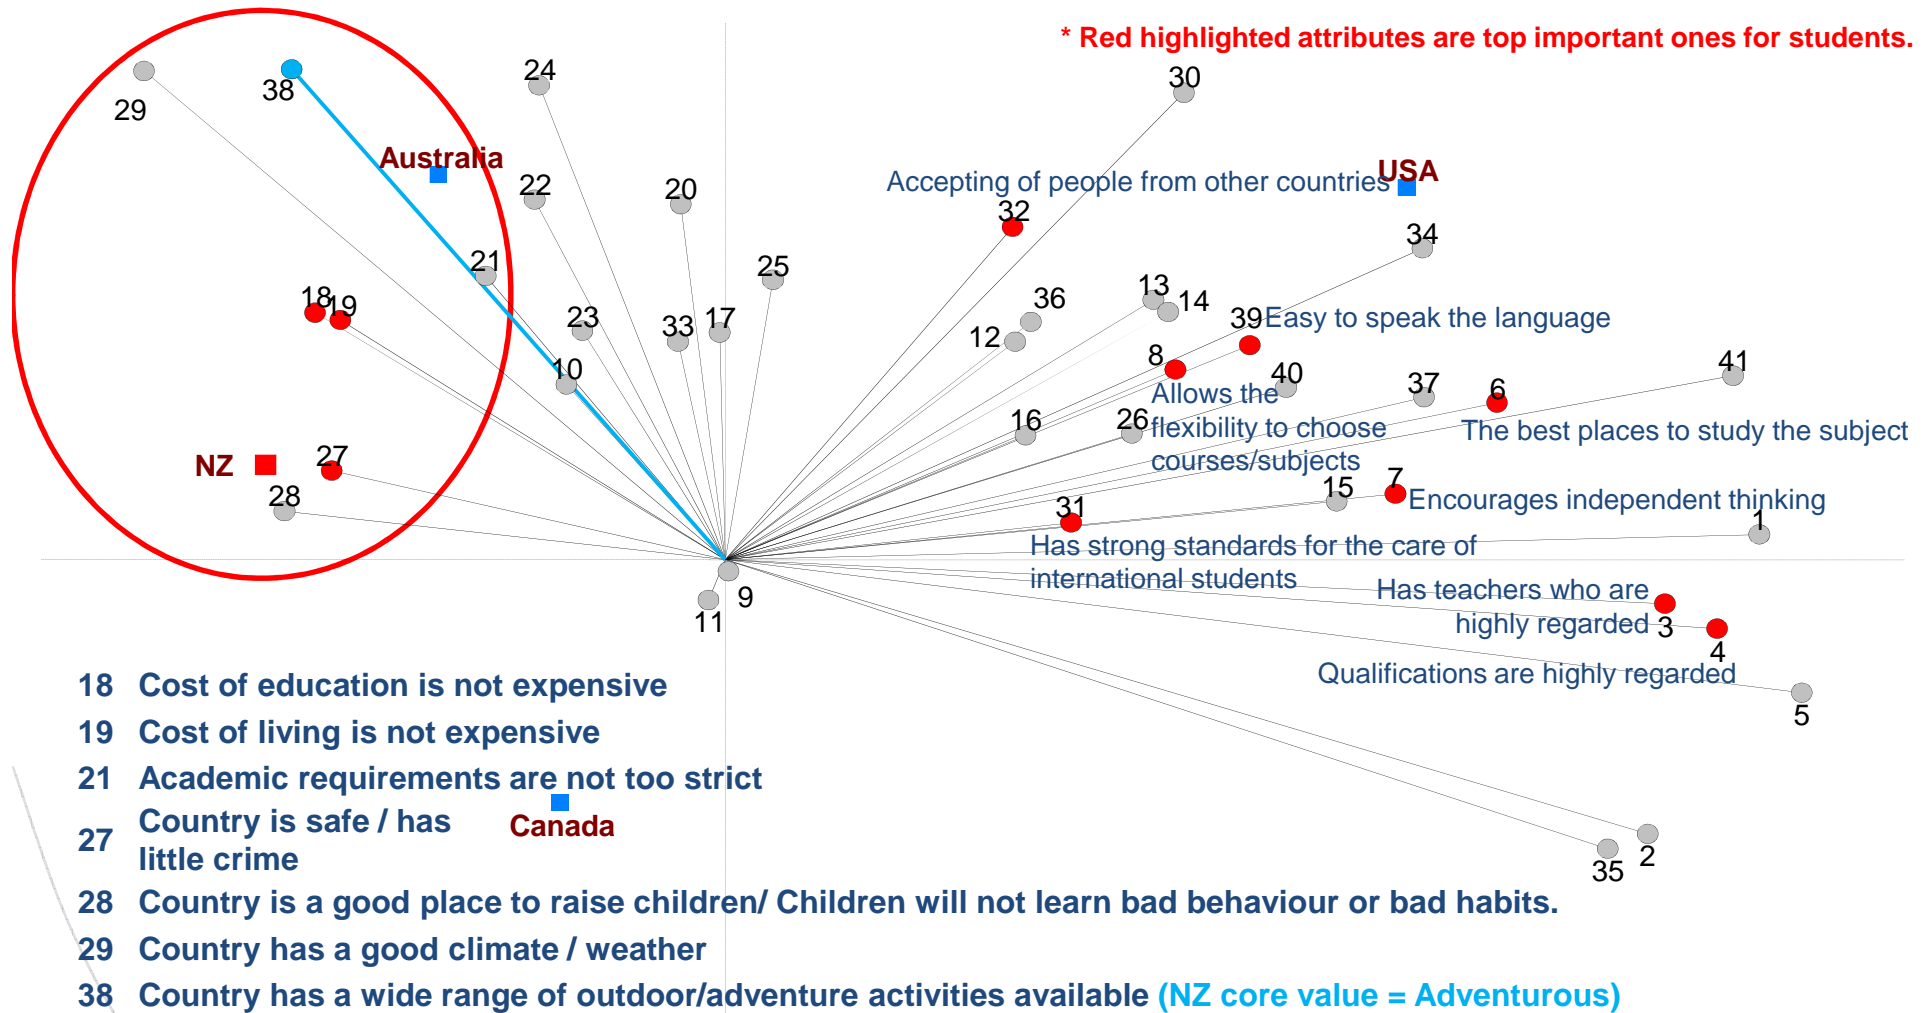 * Red highlighted attributes are top important ones for students.
24
30
38
29
Australia
USA
Accepting of people from other countries
22
20
32
34
21
25
18
19
36
13
14
23
33
17
12
39
Easy to speak the language
8
10
40
37
6
41
Allows the
flexibility to choose
courses/subjects
16
26
The best places to study the subject
NZ
27
28
15
7
Encourages independent thinking
31
1
Has strong standards for the care of
international students
9
11
Has teachers who are
highly regarded
3
4
Qualifications are highly regarded
5
18 Cost of education is not expensive
19 Cost of living is not expensive
21 Academic requirements are not too strict
27 Country is safe / has
little crime
Canada
35
2
28 Country is a good place to raise children/ Children will not learn bad behaviour or bad habits.
29 Country has a good climate / weather
38 Country has a wide range of outdoor/adventure activities available (NZ core value = Adventurous)